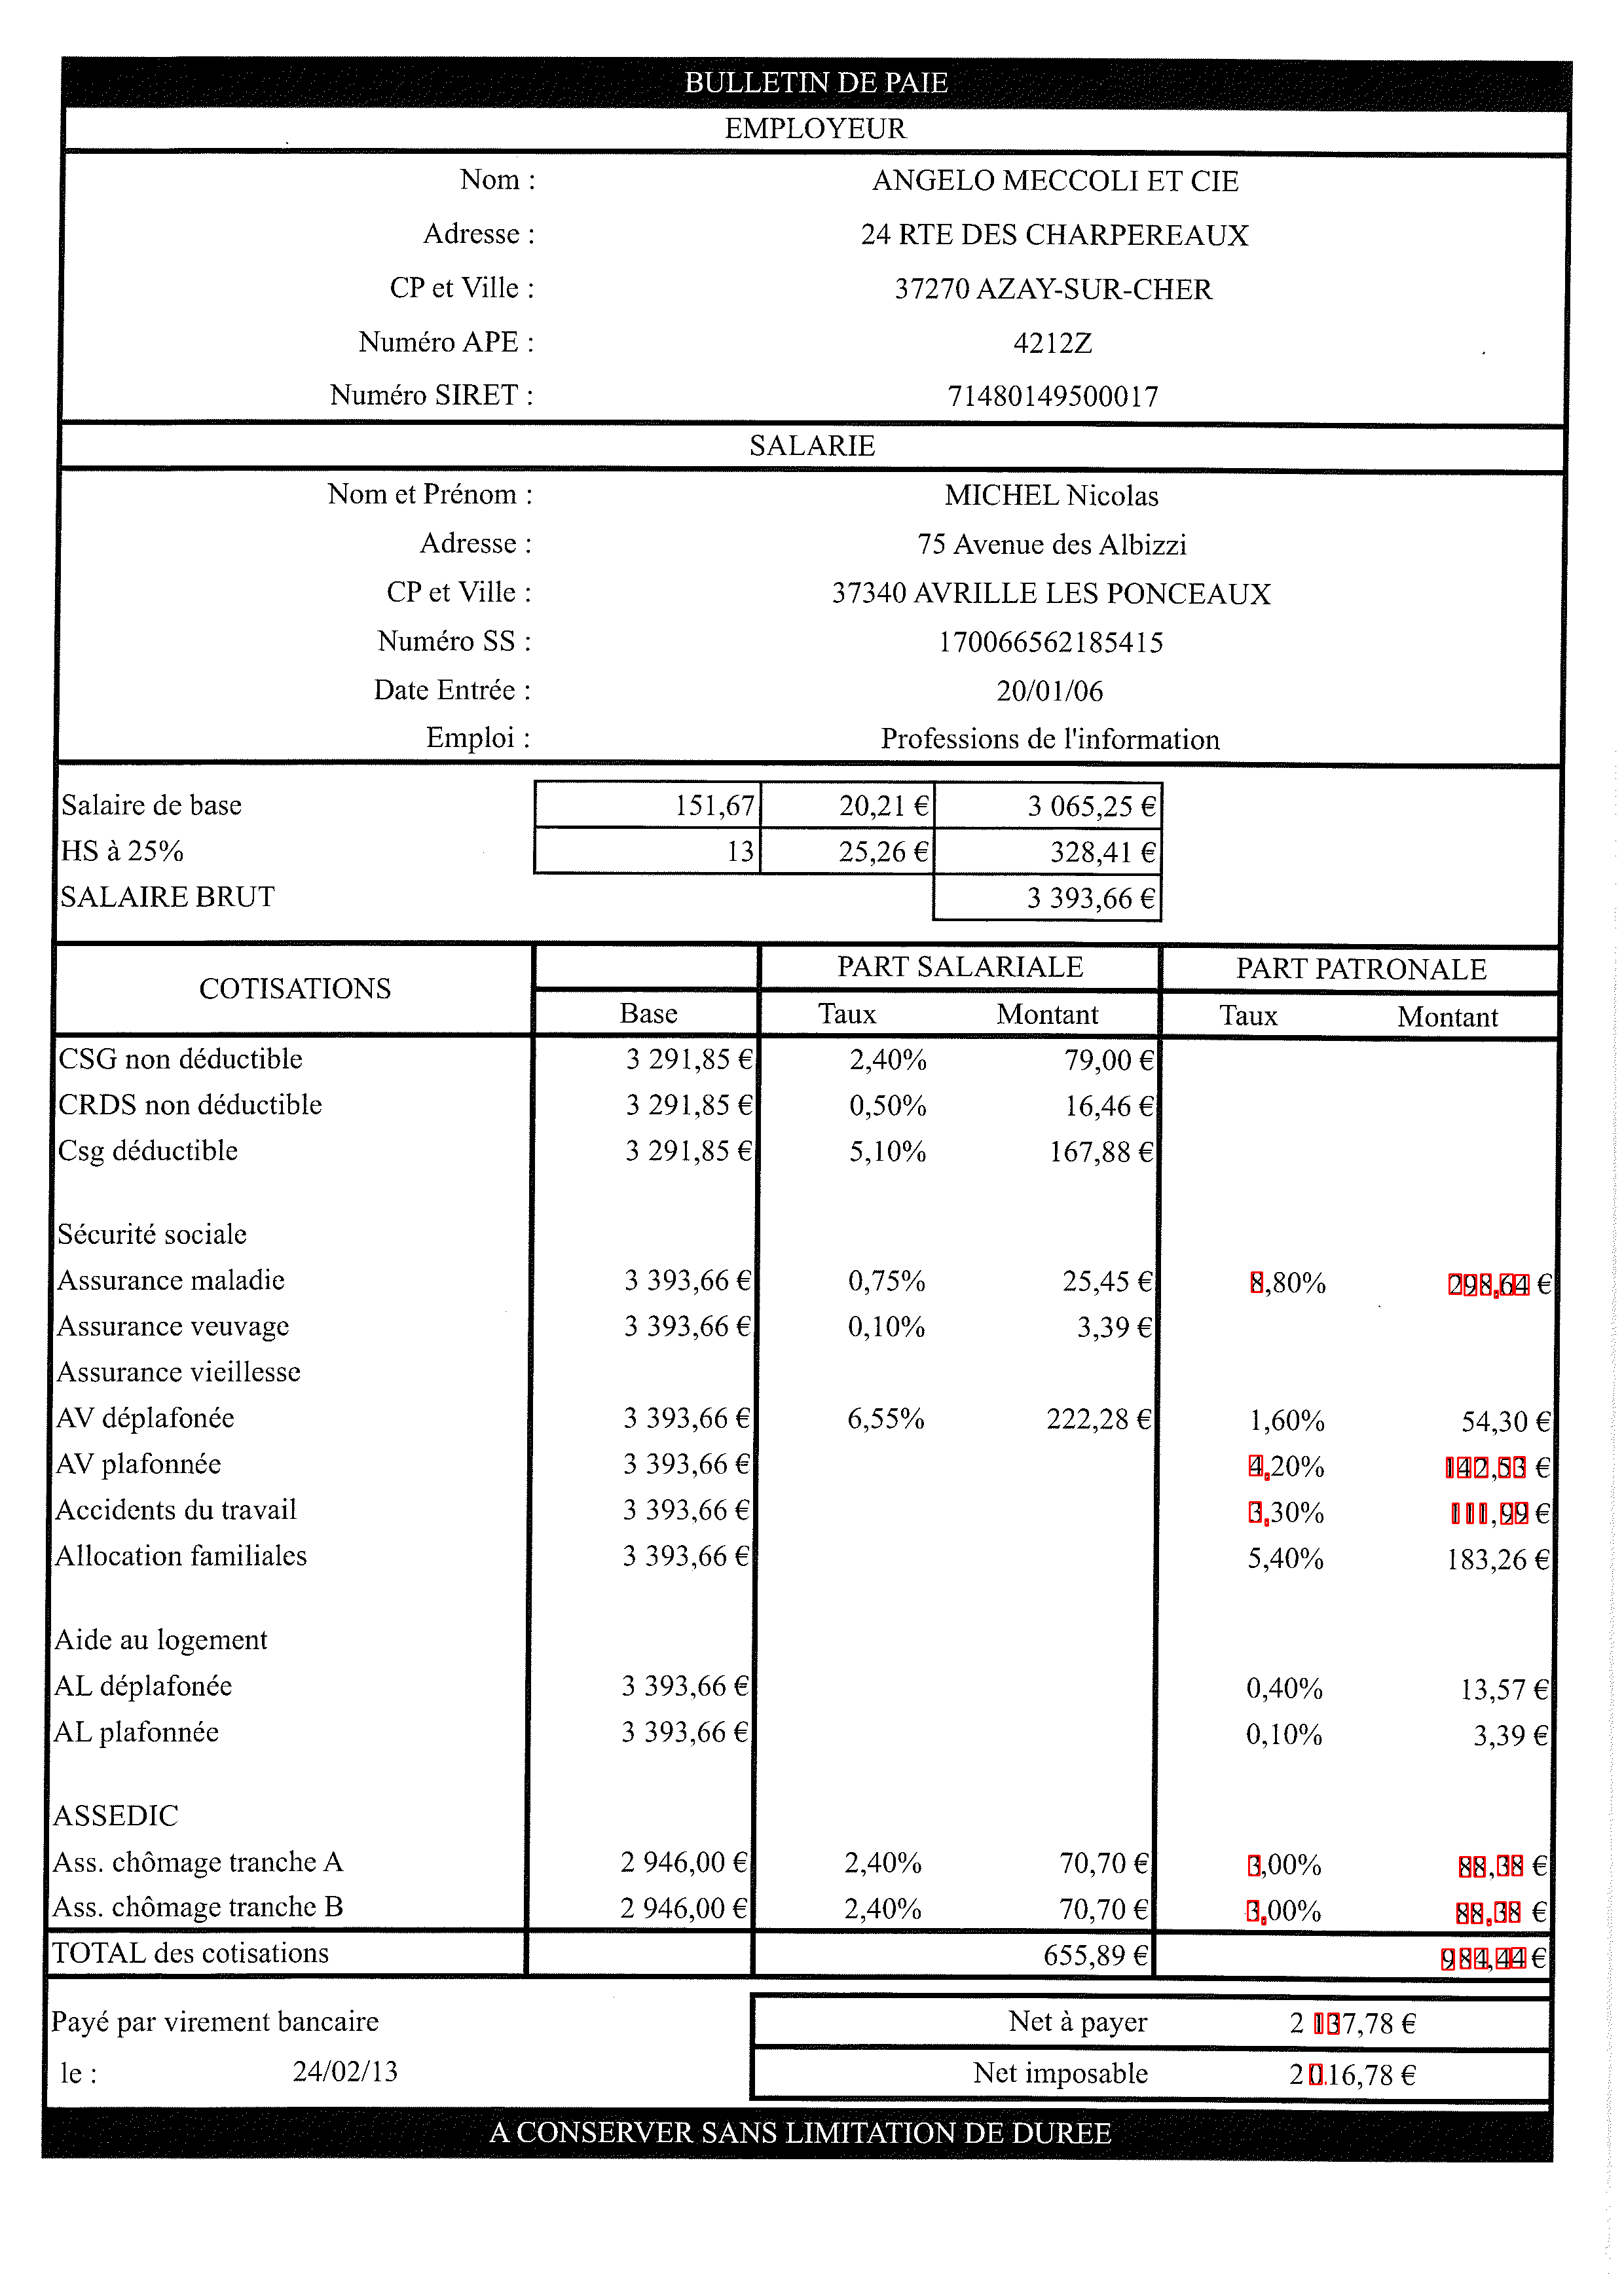 BULLETIN DE PAIE
EMPLOYEUR
Nom : ANGELO MECCOLI ET CIE
Adresse : 24 RTE DES CHARPEREAUX
CP et Ville : 37270 AZAY-SUR-CHER
Numéro APE : 4212Z
Numéro SIRET : 71480149500017
SALARIE
Nom et Prénom : MICHEL Nicolas
Adresse : 75 Avenue des Albizzi
CP et Ville : 37340 AVRILLE LES PONCEAUX
Numéro SS : 170066562185415
Date Entrée : 20/01/06
Emploi : Professions de l'information
Salaire de base 151,67 20,21 € 3 065,25 €
HS à 25% 13 25,26 € 328,41 €
SALAIRE BRUT 3 393,66 €
COTISATIONS PART SALARIALE PART PATRONALE
Base Taux Montant Taux Montant
CSG non déductible 3 291,85 € 2,40% 79,00 €
CRDS non déductible 3 291,85 € 0,50% 16,46 €
Csg déductible 3 291,85 € 5,10% 167,88 €
Sécurité sociale
Assurance maladie 3 393,66 € 0,75% 25,45 € 8,80% 298,64 €
Assurance veuvage 3 393,66 € 0,10% 3,39 €
Assurance vieillesse
AV déplafonée 3 393,66 € 6,55% 222,28 € 1,60% 54,30 €
AV plafonnée 3 393,66 € 4,20% 142,53 €
Accidents du travail 3 393,66 € 3,30% 111,99 €
Allocation familiales 3 393,66 € 5,40% 183,26 €
Aide au logement
AL déplafonée 3 393,66 € 0,40% 13,57 €
AL plafonnée 3 393,66 € 0,10% 3,39 €
ASSEDIC
Ass. chômage tranche A 2 946,00 € 2,40% 70,70 € 3,00% 88,38 €
Ass. chômage tranche B 2 946,00 € 2,40% 70,70 € 3,00% 88,38 €
TOTAL des cotisations 655,89 € 984,44 €
Payé par virement bancaire Net à payer 2 137,78 €
le : 24/02/13 Net imposable 2 016,78 €
A CONSERVER SANS LIMITATION DE DUREE